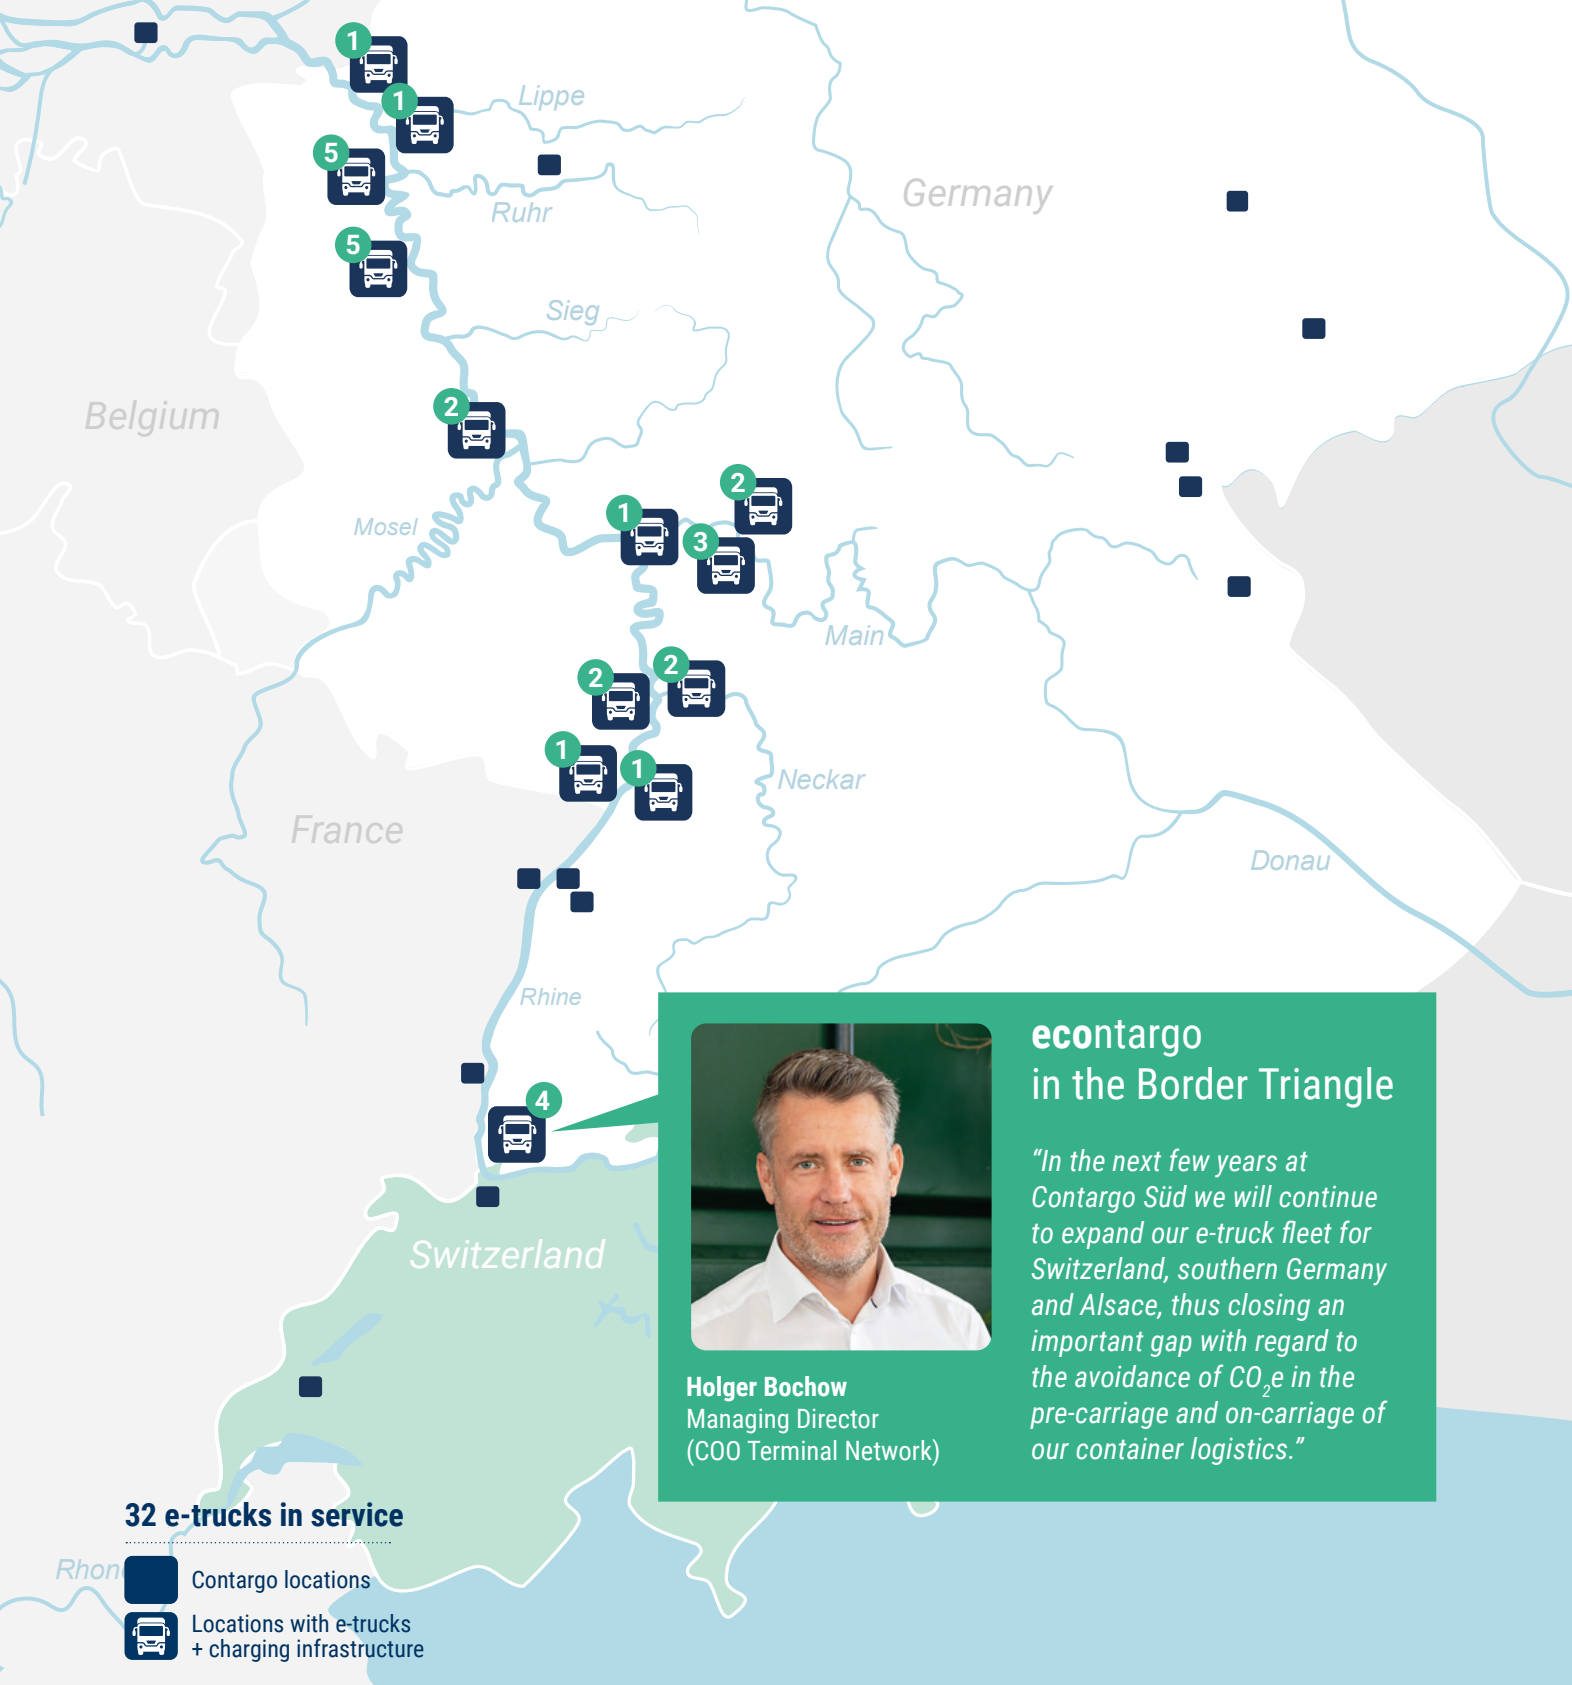 1
1
Lippe
5
Ruhr
Germany
5
Sieg
2
Belgium
2
1
3
Mosel
Main
2
2
1
1
Neckar
France
Donau
Rhine
4
econtargo
in the Border Triangle
“In the next few years at
Contargo Süd we will continue
to expand our e-truck fleet for
Switzerland, southern Germany
and Alsace, thus closing an
important gap with regard to
the avoidance of CO2e in the
pre-carriage and on-carriage of
our container logistics.”
Holger Bochow
Managing Director
(COO Terminal Network)
Switzerland
32 e-trucks in service
Rhon
Contargo locations
Locations with e-trucks
+ charging infrastructure